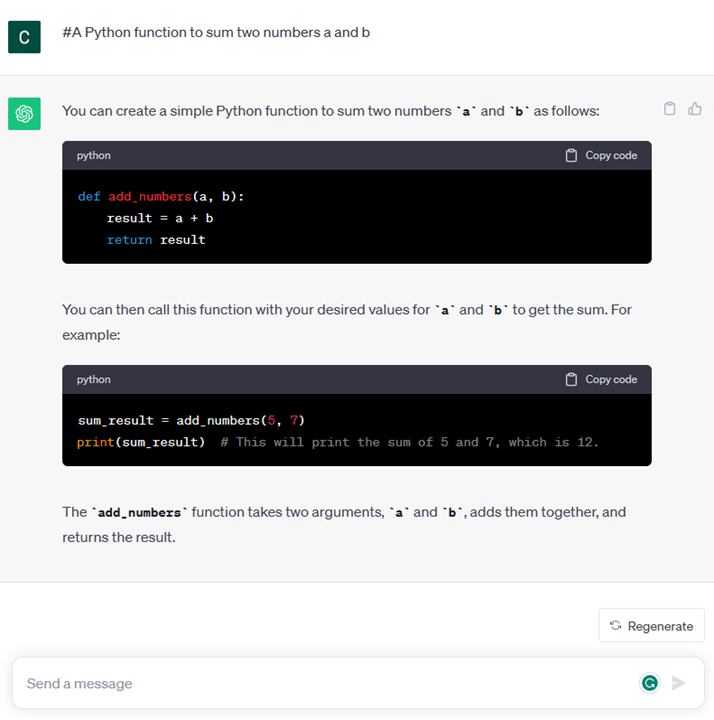 C
#A Python function to sum two numbers a and b
You can create a simple Python function to sum two numbers `a` and `b` as follows:
python
Copy code
def add_numbers(a, b):
    result = a + b
    return result
You can then call this function with your desired values for `a` and `b` to get the sum. For
example:
python
Copy code
sum_result = add_numbers(5, 7)
print(sum_result)  # This will print the sum of 5 and 7, which is 12.
The `add_numbers` function takes two arguments, `a` and `b`, adds them together, and
returns the result.
Regenerate
Send a message